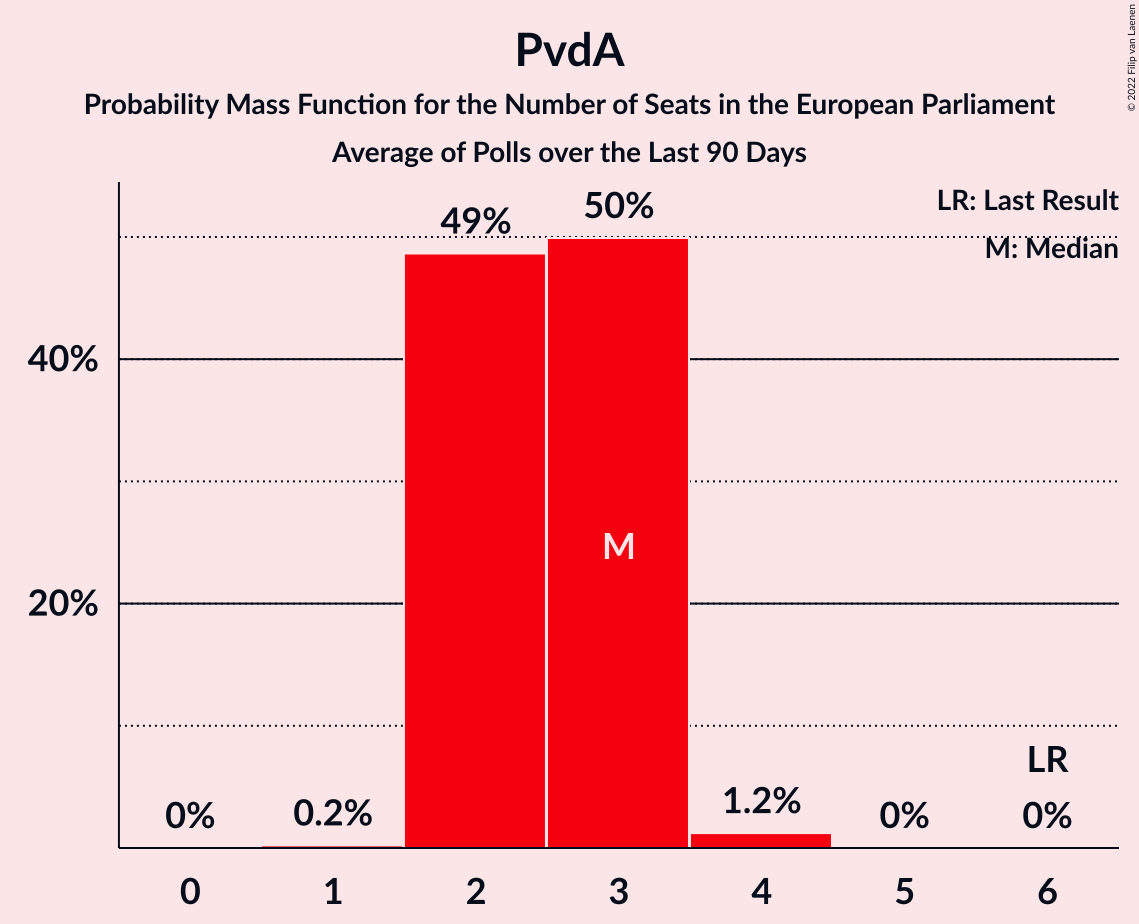 PvdA
Probability Mass Function for the Number of Seats in the European Parliament
Average of Polls over the Last 90 Days
© 2022 Filip van Laenen
LR: Last Result
M: Median
49%
50%
40%
20%
M
LR
0%
0.2%
1.2%
0%
0%
0 1 2 3 4 5 6